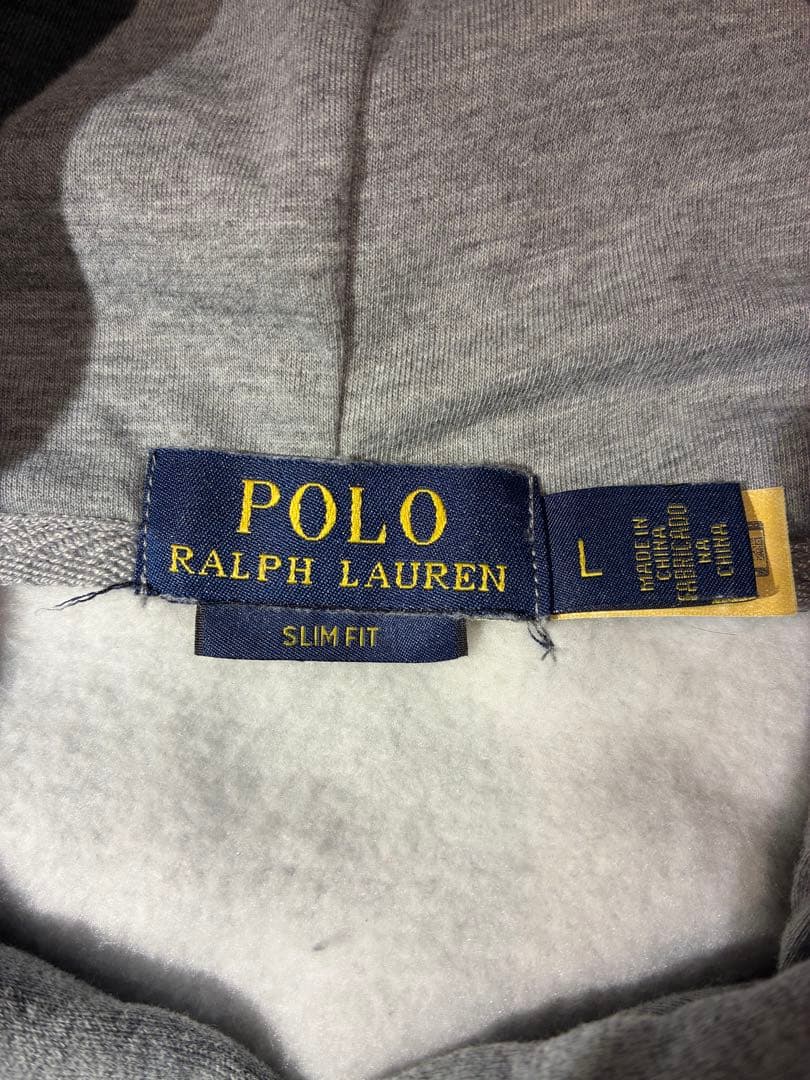 POLO
RALPH LAUREN
SLIM FIT
L
MADE IN
CHINA
FABRICADO
NA
CHINA